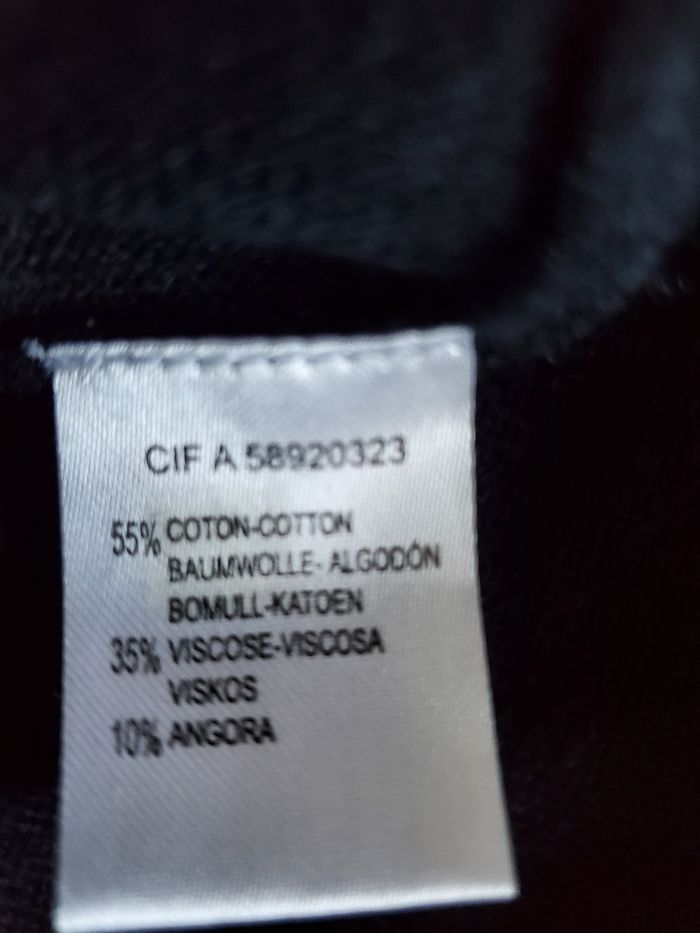 CIF A 58920323
55% COTON-COTTON
BAUMWOLLE- ALGODÓN
BOMULL-KATOEN
35% VISCOSE-VISCOSA
VISKOS
10% ANGORA